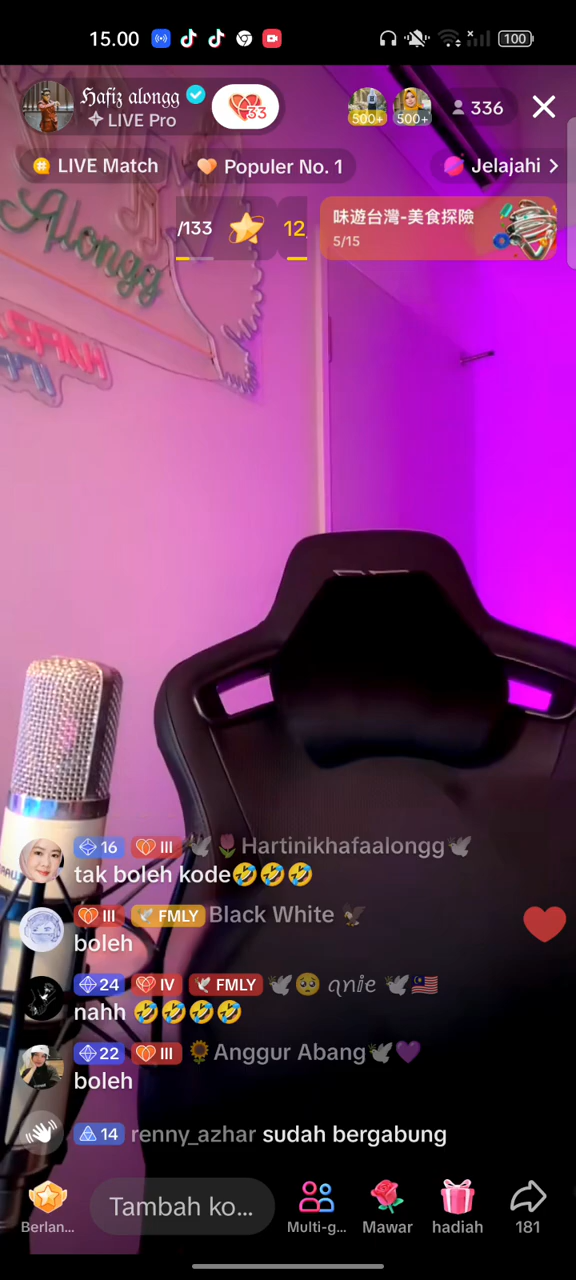 15.00
100
Hafiz alongg
LIVE Pro
33
500+
500+
336
LIVE Match
Populer No. 1
Jelajahi
/133
12
味遊台灣-美食探險
5/15
Alongg
16 III 🕊️🌷Hartinikhafaalongg🕊️
tak boleh kode🤣🤣🤣
III FMLY Black White 🦅
boleh
24 IV FMLY 🕊️🥺 ƍnie 🕊️🇲🇾
nahh 🤣🤣🤣🤣
22 III 🌻Anggur Abang🕊️💜
boleh
14 renny_azhar sudah bergabung
Berlan...
Tambah ko...
Multi-g...
Mawar
hadiah
181